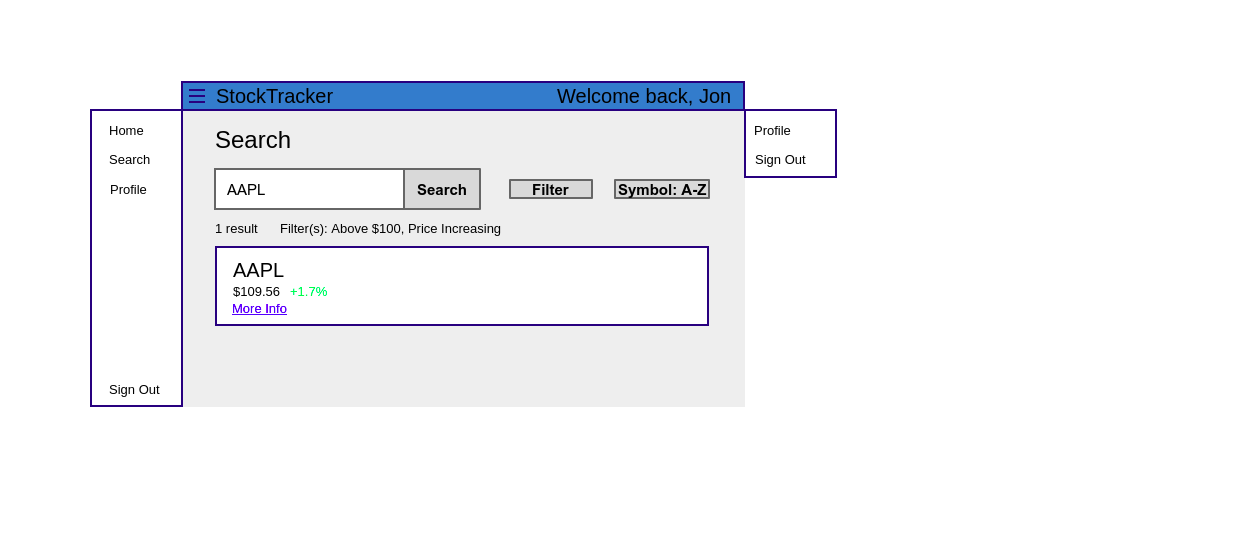 StockTracker
Welcome back, Jon
Home
Search
Profile
Sign Out
Search
AAPL
Search
Filter
Symbol: A-Z
1 result
Filter(s): Above $100, Price Increasing
AAPL
$109.56 +1.7%
More Info
Profile
Sign Out